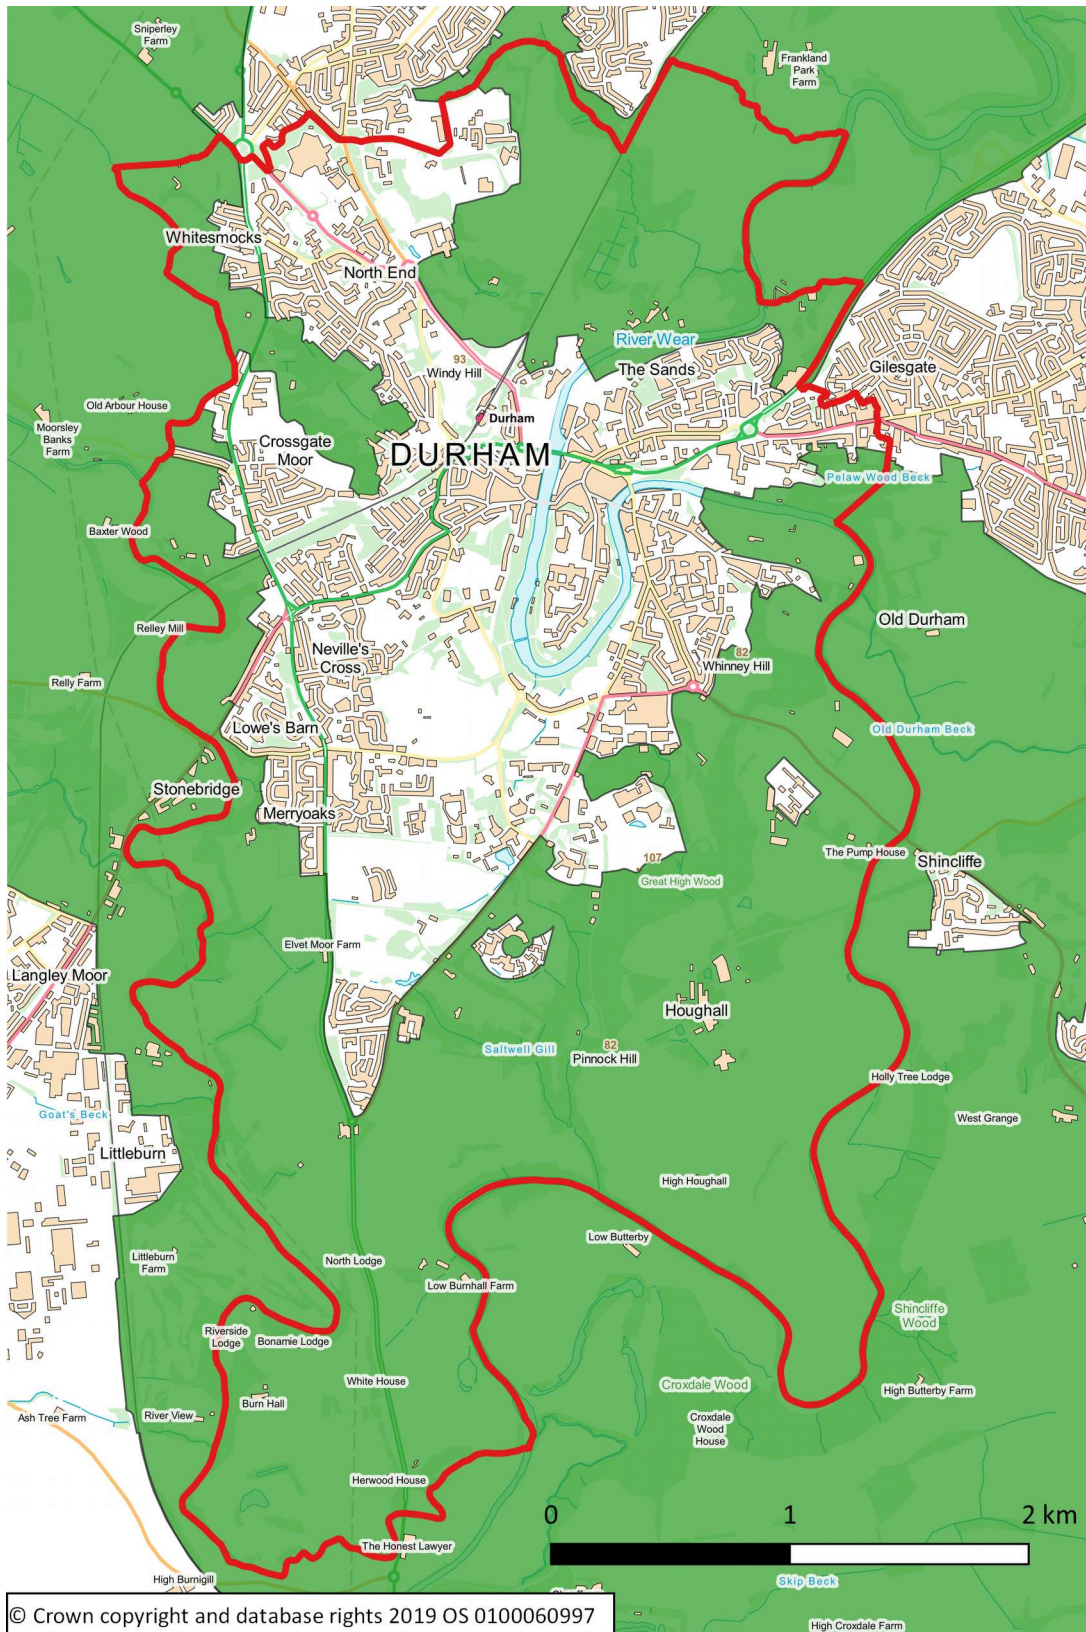 Sniperley
Farm
Frankland
Park
Farm
Whitesmocks
North End
River Wear
93
Windy Hill
The Sands
Gilesgate
Old Arbour House
Durham
Moorsley
Banks
Farm
Crossgate
Moor
DURHAM
Pelaw Wood Beck
Baxter Wood
Relley Mill
Old Durham
Neville's
Cross
82
Whinney Hill
Relly Farm
Lowe's Barn
Old Durham Beck
Stonebridge
Merryoaks
The Pump House
107
Shincliffe
Great High Wood
Elvet Moor Farm
Langley Moor
Houghall
Saltwell Gill
82
Pinnock Hill
Holly Tree Lodge
Goat's Beck
West Grange
Littleburn
High Houghall
Low Butterby
Littleburn
Farm
North Lodge
Low Burnhall Farm
Shincliffe
Wood
Riverside
Lodge
Bonamie Lodge
White House
Croxdale Wood
High Butterby Farm
Burn Hall
Ash Tree Farm
River View
Croxdale
Wood
House
Herwood House
0 1 2 km
The Honest Lawyer
High Burnigill
Skip Beck
© Crown copyright and database rights 2019 OS 0100060997
High Croxdale Farm